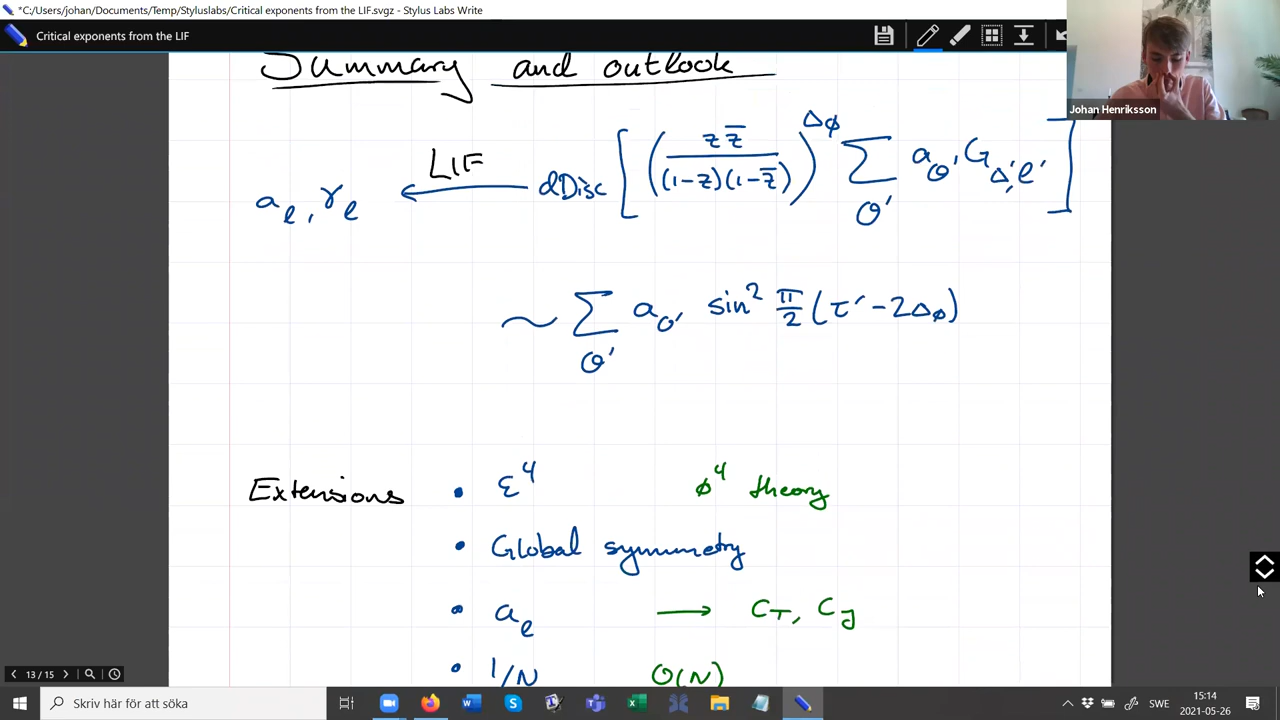 *C:/Users/johan/Documents/Temp/Styluslabs/Critical exponents from the LIF.svgz - Stylus Labs Write
Critical exponents from the LIF
Johan Henriksson
Summary and outlook
a_ℓ, γ_ℓ ←LIF— dDisc [ ( z z̄ / (1-z)(1-z̄) )^Δϕ Σ_O' a_O' G_Δ',ℓ' ]
~ Σ_O' a_O' sin² π/2 (τ' - 2Δϕ)
Extensions • ε⁴ ϕ⁴ theory
• Global symmetry
• a_ℓ → C_T, C_J
• 1/N O(N)
13 / 15
Skriv här för att söka
SWE
15:14
2021-05-26